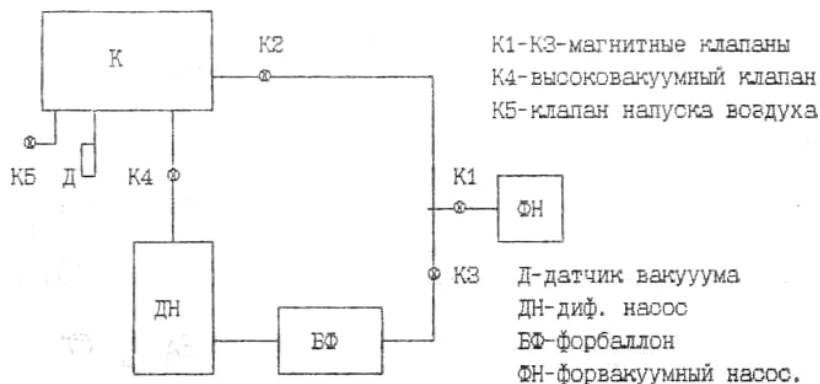 К
К2
К5
Д
К4
К1
ФН
К3
ДН
БФ
К1-К3-магнитные клапаны
К4-высоковакуумный клапан
К5-клапан напуска воздуха
Д-датчик вакууума
ДН-диф. насос
БФ-форбаллон
ФН-форвакуумный насос.